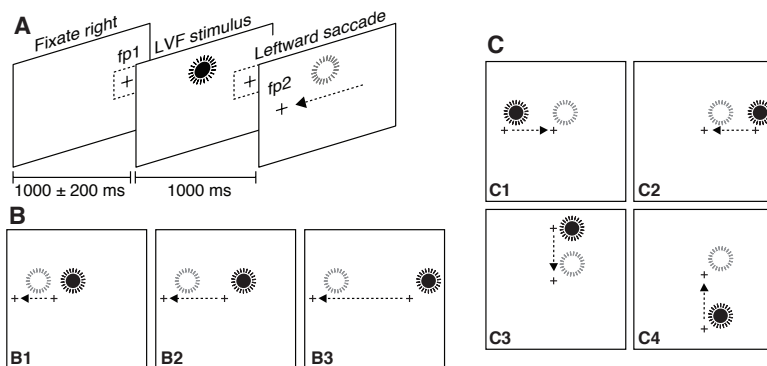 A
Fixate right
fp1
LVF stimulus
Leftward saccade
fp2
1000 ± 200 ms
1000 ms
B
B1
B2
B3
C
C1
C2
C3
C4